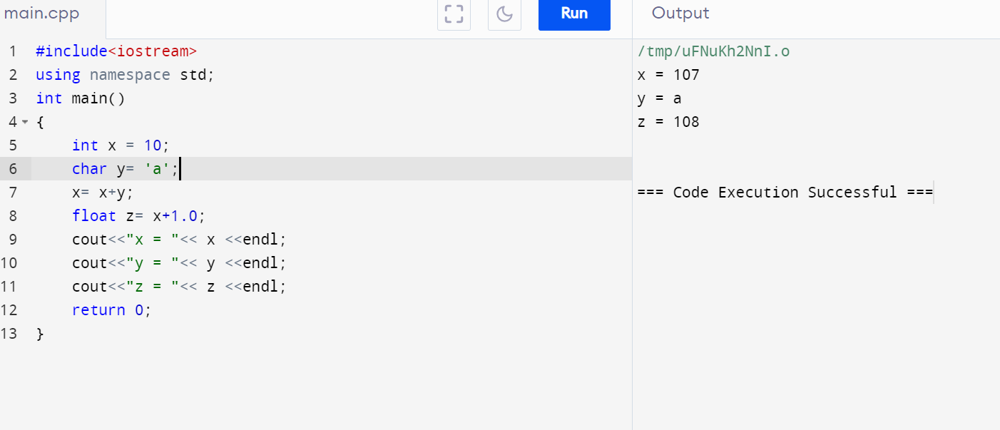 main.cpp
Run
Output
1 #include<iostream>
2 using namespace std;
3 int main()
4 {
5     int x = 10;
6     char y= 'a';
7     x= x+y;
8     float z= x+1.0;
9     cout<<"x = "<< x <<endl;
10     cout<<"y = "<< y <<endl;
11     cout<<"z = "<< z <<endl;
12     return 0;
13 }
/tmp/uFNuKh2NnI.o
x = 107
y = a
z = 108
=== Code Execution Successful ===